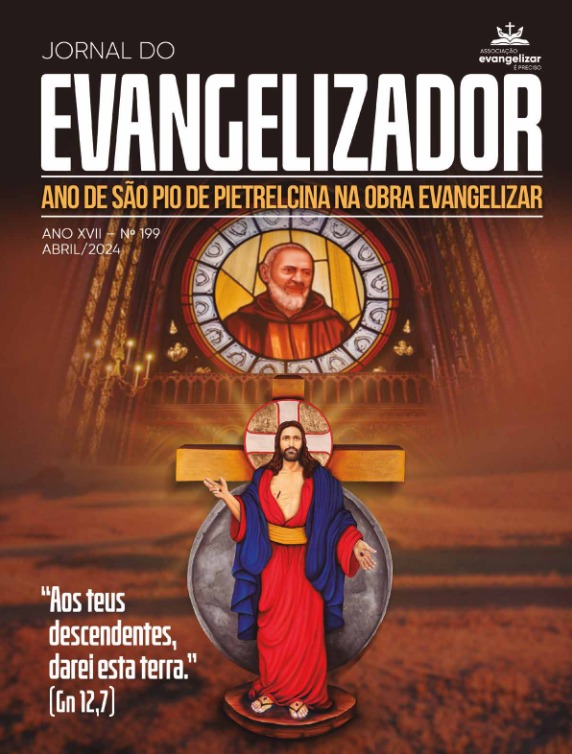 JORNAL DO
ASSOCIAÇÃO
evangelizar
É PRECISO
EVANGELIZADOR
ANO DE SÃO PIO DE PIETRELCINA NA OBRA EVANGELIZAR
ANO XVII – Nº 199
ABRIL/2024
“Aos teus
descendentes,
darei esta terra.”
(Gn 12,7)